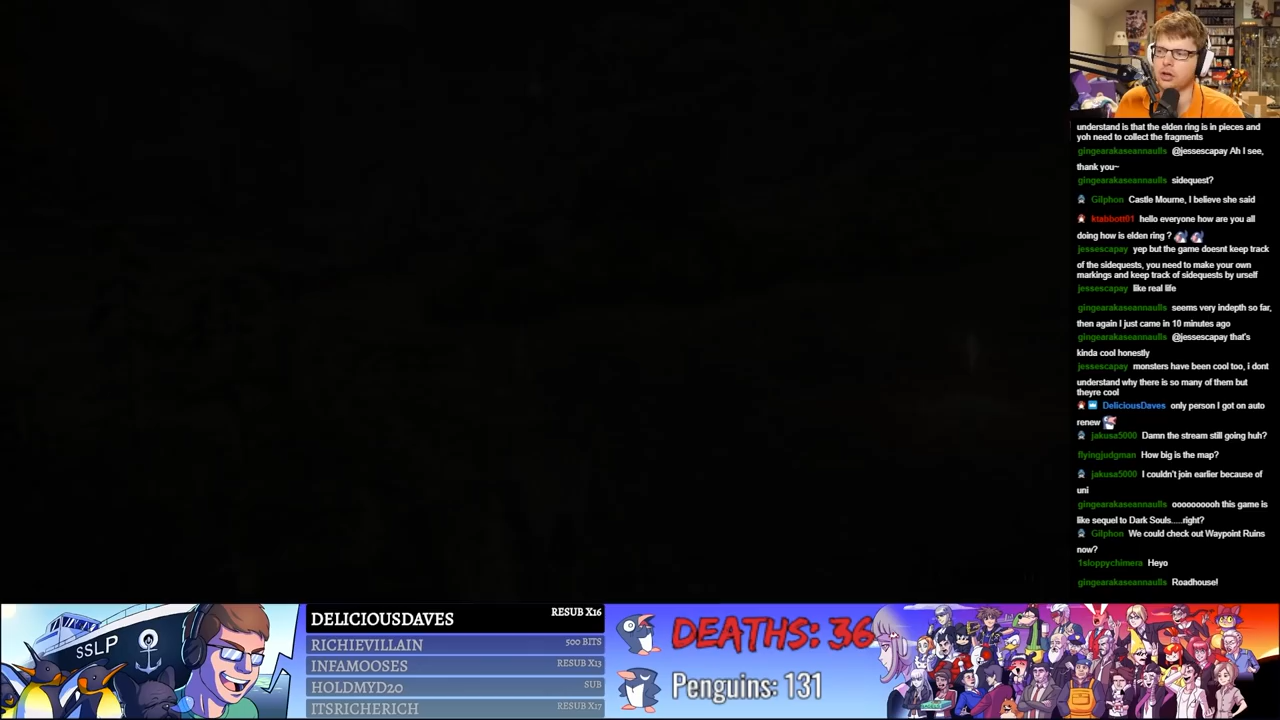 understand is that the elden ring is in pieces and
yoh need to collect the fragments
gingearakaseannaulls @jessescapay Ah I see,
thank you~
gingearakaseannaulls sidequest?
Gilphon Castle Mourne, I believe she said
ktabbott01 hello everyone how are you all
doing how is elden ring ?
jessescapay yep but the game doesnt keep track
of the sidequests, you need to make your own
markings and keep track of sidequests by urself
jessescapay like real life
gingearakaseannaulls seems very indepth so far,
then again I just came in 10 minutes ago
gingearakaseannaulls @jessescapay that's
kinda cool honestly
jessescapay monsters have been cool too, i dont
understand why there is so many of them but
theyre cool
DeliciousDaves only person I got on auto
renew
jakusa5000 Damn the stream still going huh?
flyingjudgman How big is the map?
jakusa5000 I couldn't join earlier because of
uni
gingearakaseannaulls oooooooooh this game is
like sequel to Dark Souls.....right?
Gilphon We could check out Waypoint Ruins
now?
1sloppychimera Heyo
gingearakaseannaulls Roadhouse!
SSLP
DELICIOUSDAVES RESUB X16
RICHIEVILLAIN 500 BITS
INFAMOOSES RESUB X13
HOLDMYD20 SUB
ITSRICHERICH RESUB X17
DEATHS: 36
Penguins: 131